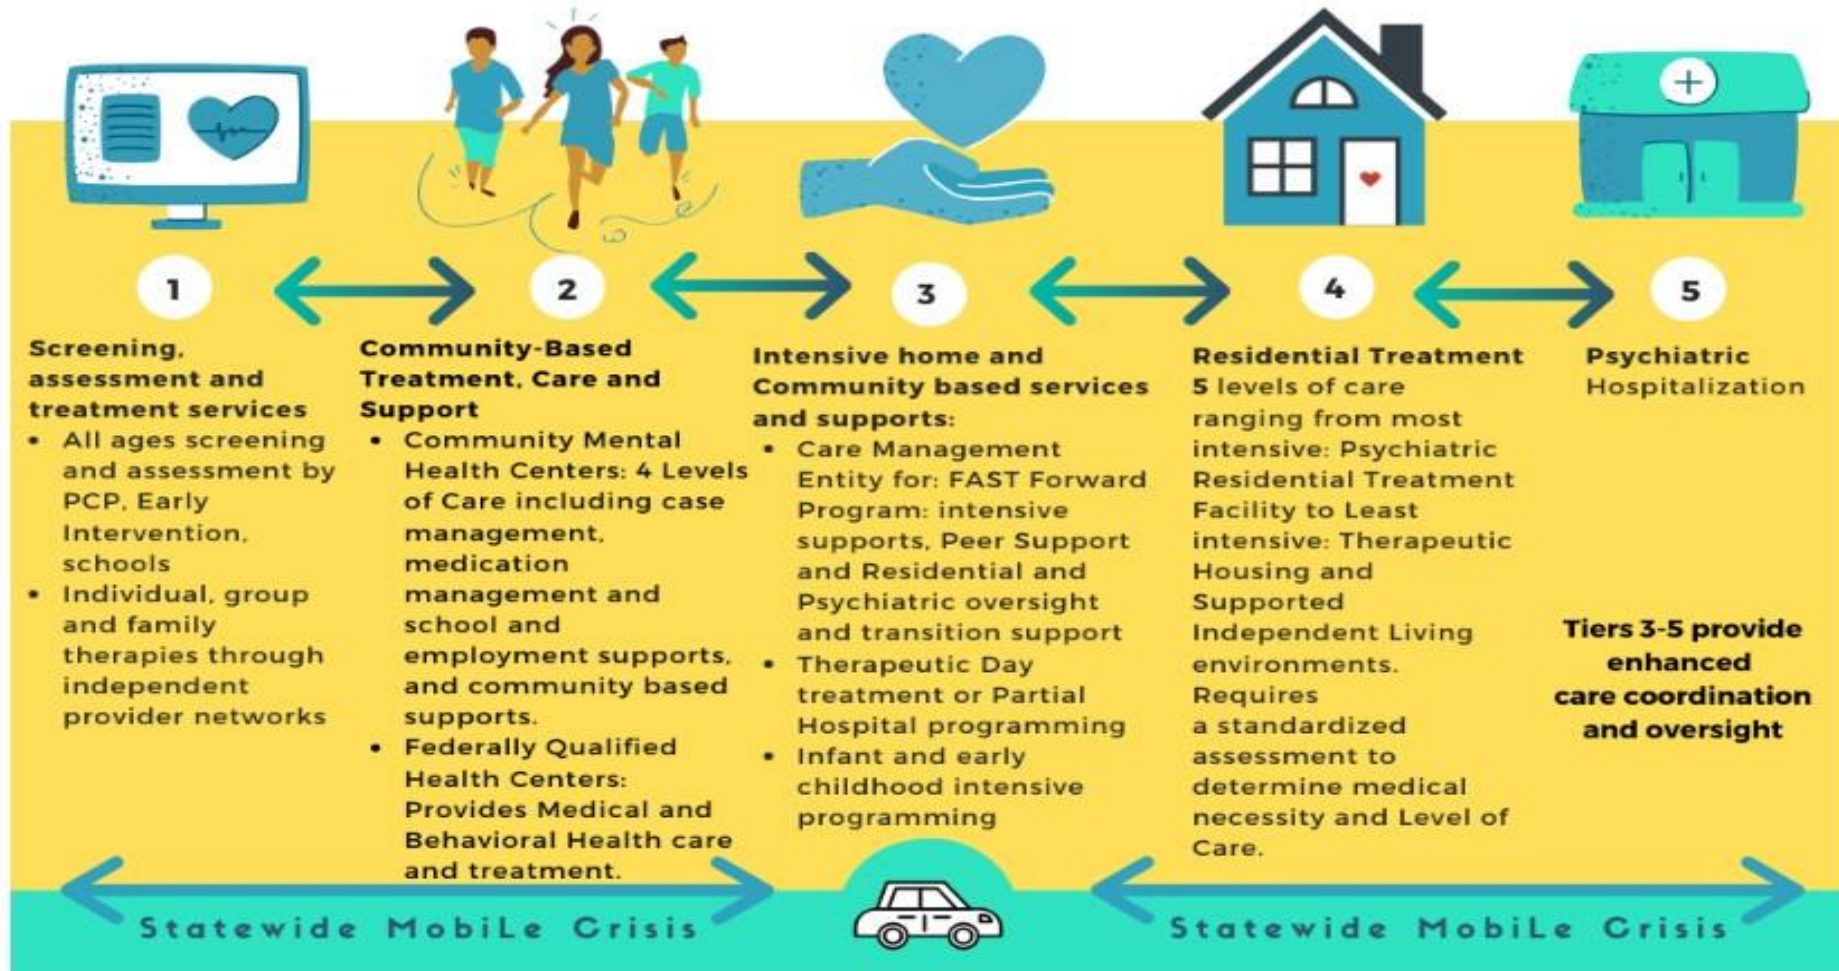 1
Screening,
assessment and
treatment services
• All ages screening
and assessment by
PCP, Early
Intervention,
schools
• Individual, group
and family
therapies through
independent
provider networks
2
Community-Based
Treatment, Care and
Support
• Community Mental
Health Centers: 4 Levels
of Care including case
management,
medication
management and
school and
employment supports,
and community based
supports.
• Federally Qualified
Health Centers:
Provides Medical and
Behavioral Health care
and treatment.
3
Intensive home and
Community based services
and supports:
• Care Management
Entity for: FAST Forward
Program: intensive
supports, Peer Support
and Residential and
Psychiatric oversight
and transition support
• Therapeutic Day
treatment or Partial
Hospital programming
• Infant and early
childhood intensive
programming
4
Residential Treatment
5 levels of care
ranging from most
intensive: Psychiatric
Residential Treatment
Facility to Least
intensive: Therapeutic
Housing and
Supported
Independent Living
environments.
Requires
a standardized
assessment to
determine medical
necessity and Level of
Care.
5
Psychiatric
Hospitalization
Tiers 3-5 provide
enhanced
care coordination
and oversight
Statewide MobiLe Crisis
Statewide MobiLe Crisis